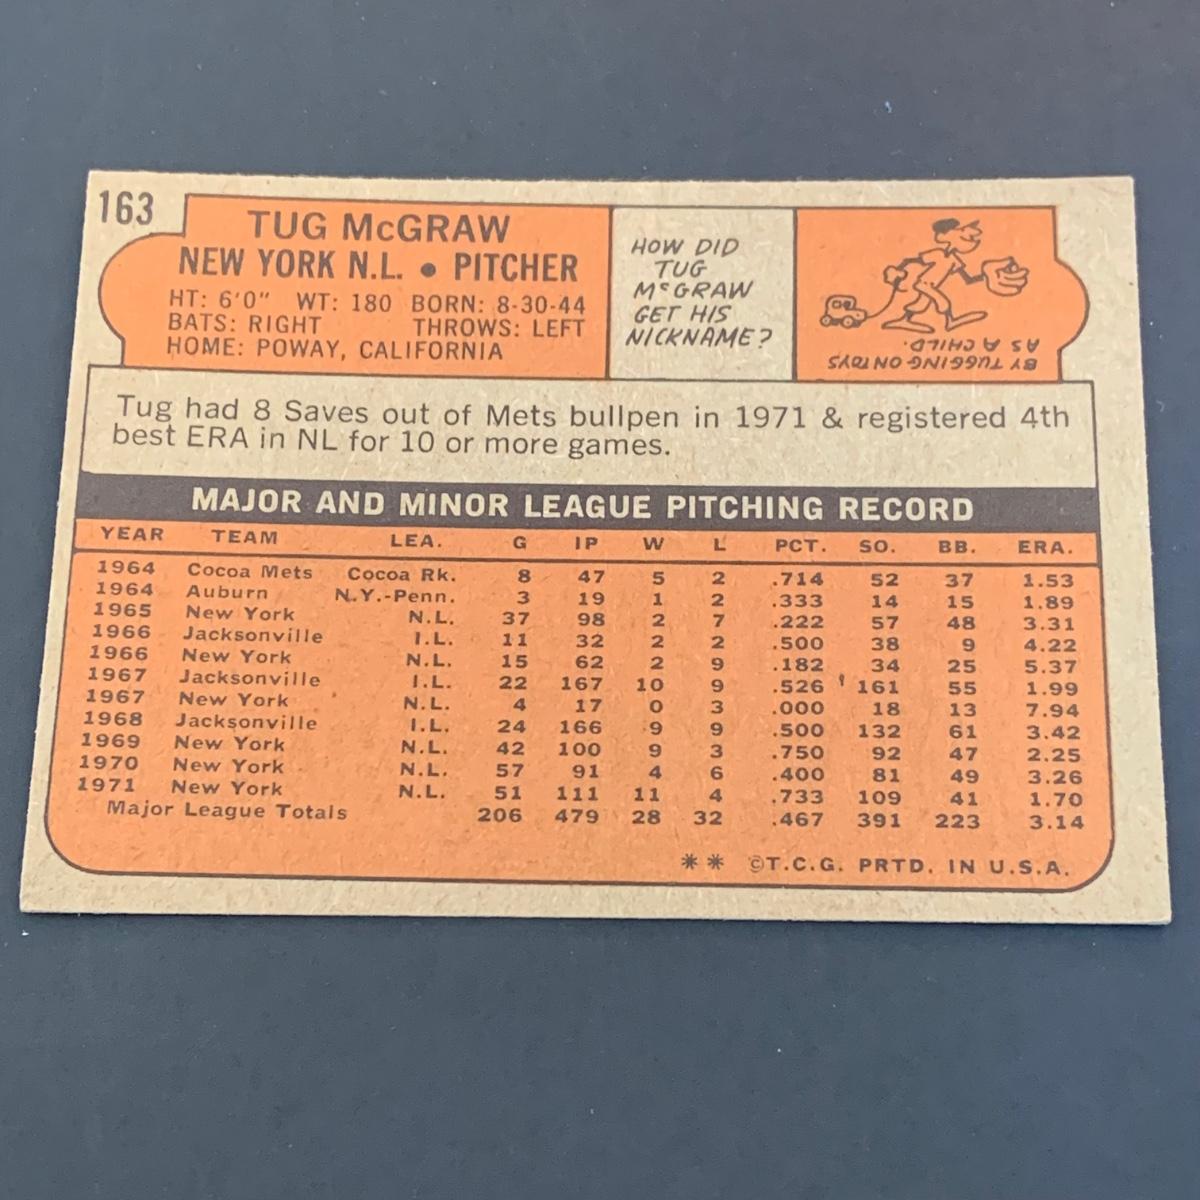 163
TUG McGRAW
NEW YORK N.L. • PITCHER
HT: 6'0" WT: 180 BORN: 8-30-44
BATS: RIGHT THROWS: LEFT
HOME: POWAY, CALIFORNIA
HOW DID
TUG
McGRAW
GET HIS
NICKNAME?
BY TUGGING ON TOYS
AS A CHILD.
Tug had 8 Saves out of Mets bullpen in 1971 & registered 4th
best ERA in NL for 10 or more games.
MAJOR AND MINOR LEAGUE PITCHING RECORD
YEAR TEAM LEA. G IP W L PCT. SO. BB. ERA.
1964 Cocoa Mets Cocoa Rk. 8 47 5 2 .714 52 37 1.53
1964 Auburn N.Y.-Penn. 3 19 1 2 .333 14 15 1.89
1965 New York N.L. 37 98 2 7 .222 57 48 3.31
1966 Jacksonville I.L. 11 32 2 2 .500 38 9 4.22
1966 New York N.L. 15 62 2 9 .182 34 25 5.37
1967 Jacksonville I.L. 22 167 10 9 .526 161 55 1.99
1967 New York N.L. 4 17 0 3 .000 18 13 7.94
1968 Jacksonville I.L. 24 166 9 9 .500 132 61 3.42
1969 New York N.L. 42 100 9 3 .750 92 47 2.25
1970 New York N.L. 57 91 4 6 .400 81 49 3.26
1971 New York N.L. 51 111 11 4 .733 109 41 1.70
Major League Totals 206 479 28 32 .467 391 223 3.14
** ©T.C.G. PRTD. IN U.S.A.